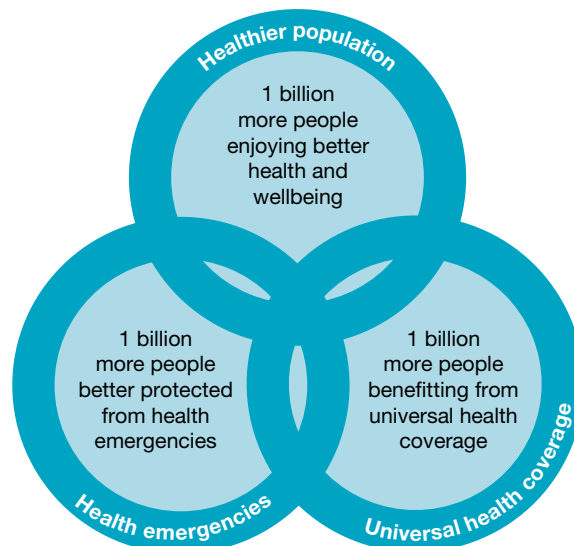 Healthier population
1 billion
more people
enjoying better
health and
wellbeing
1 billion
more people
better protected
from health
emergencies
Health emergencies
1 billion
more people
benefitting from
universal health
coverage
Universal health coverage